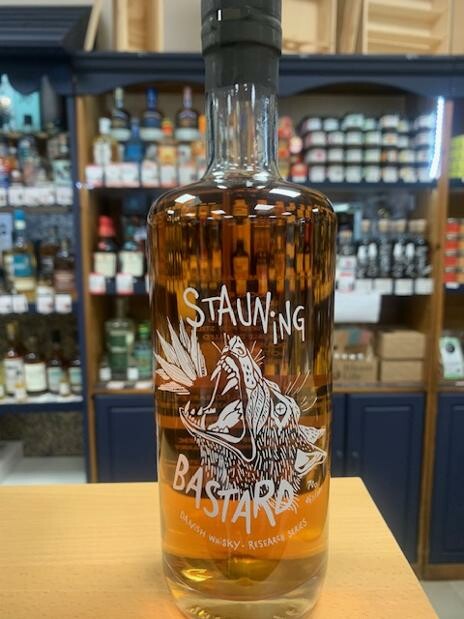 STAUNiNG
BASTARD
DANISH WHISKY - RESEARCH SERIES